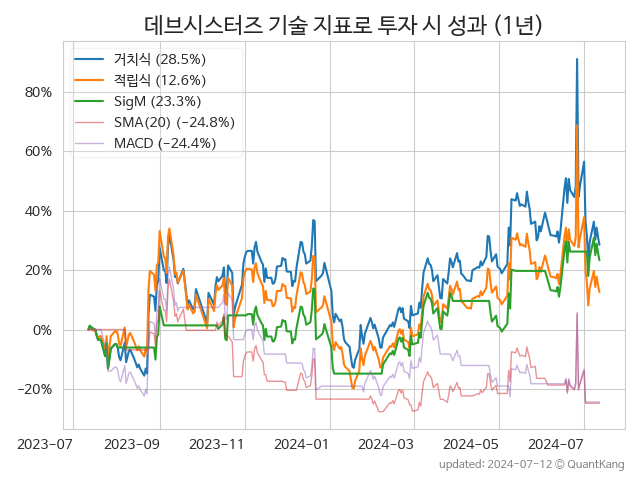 데브시스터즈 기술 지표로 투자 시 성과 (1년)
거치식 (28.5%)
적립식 (12.6%)
SigM (23.3%)
SMA(20) (−24.8%)
MACD (−24.4%)
80%
60%
40%
20%
0%
−20%
2023-07 2023-09 2023-11 2024-01 2024-03 2024-05 2024-07
updated: 2024-07-12 © QuantKang